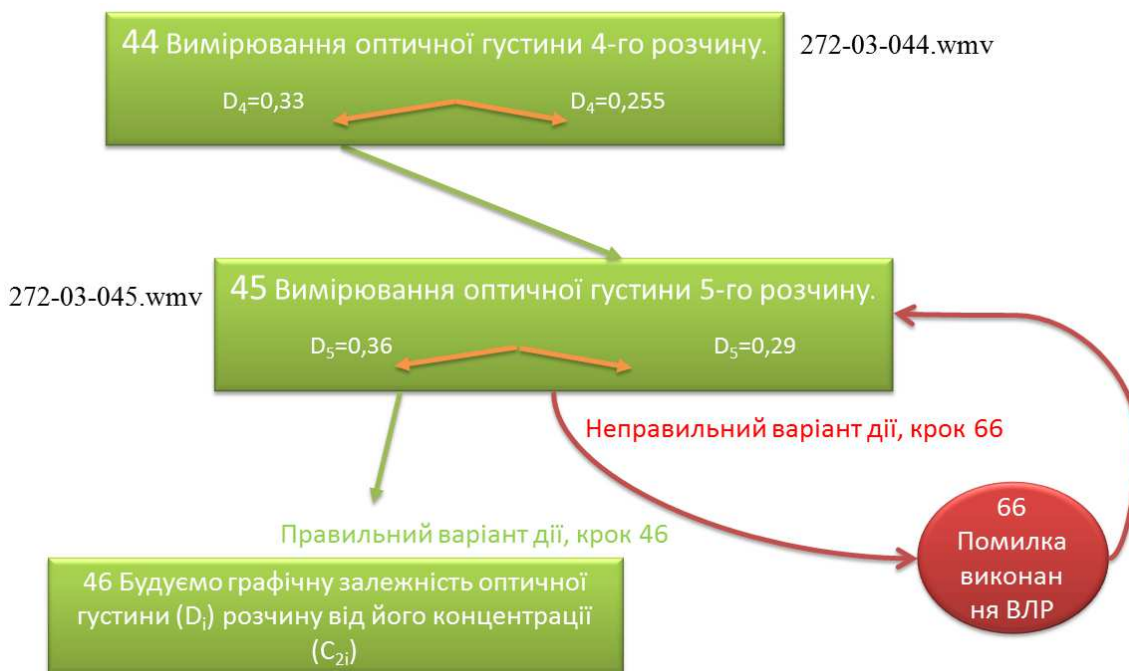 44 Вимірювання оптичної густини 4-го розчину.
272-03-044.wmv
D₄=0,33
D₄=0,255
272-03-045.wmv
45 Вимірювання оптичної густини 5-го розчину.
D₅=0,36
D₅=0,29
Неправильний варіант дії, крок 66
66
Помилка
виконан
ня ВЛР
Правильний варіант дії, крок 46
46 Будуємо графічну залежність оптичної
густини (Dᵢ) розчину від його концентрації
(C₂ᵢ)